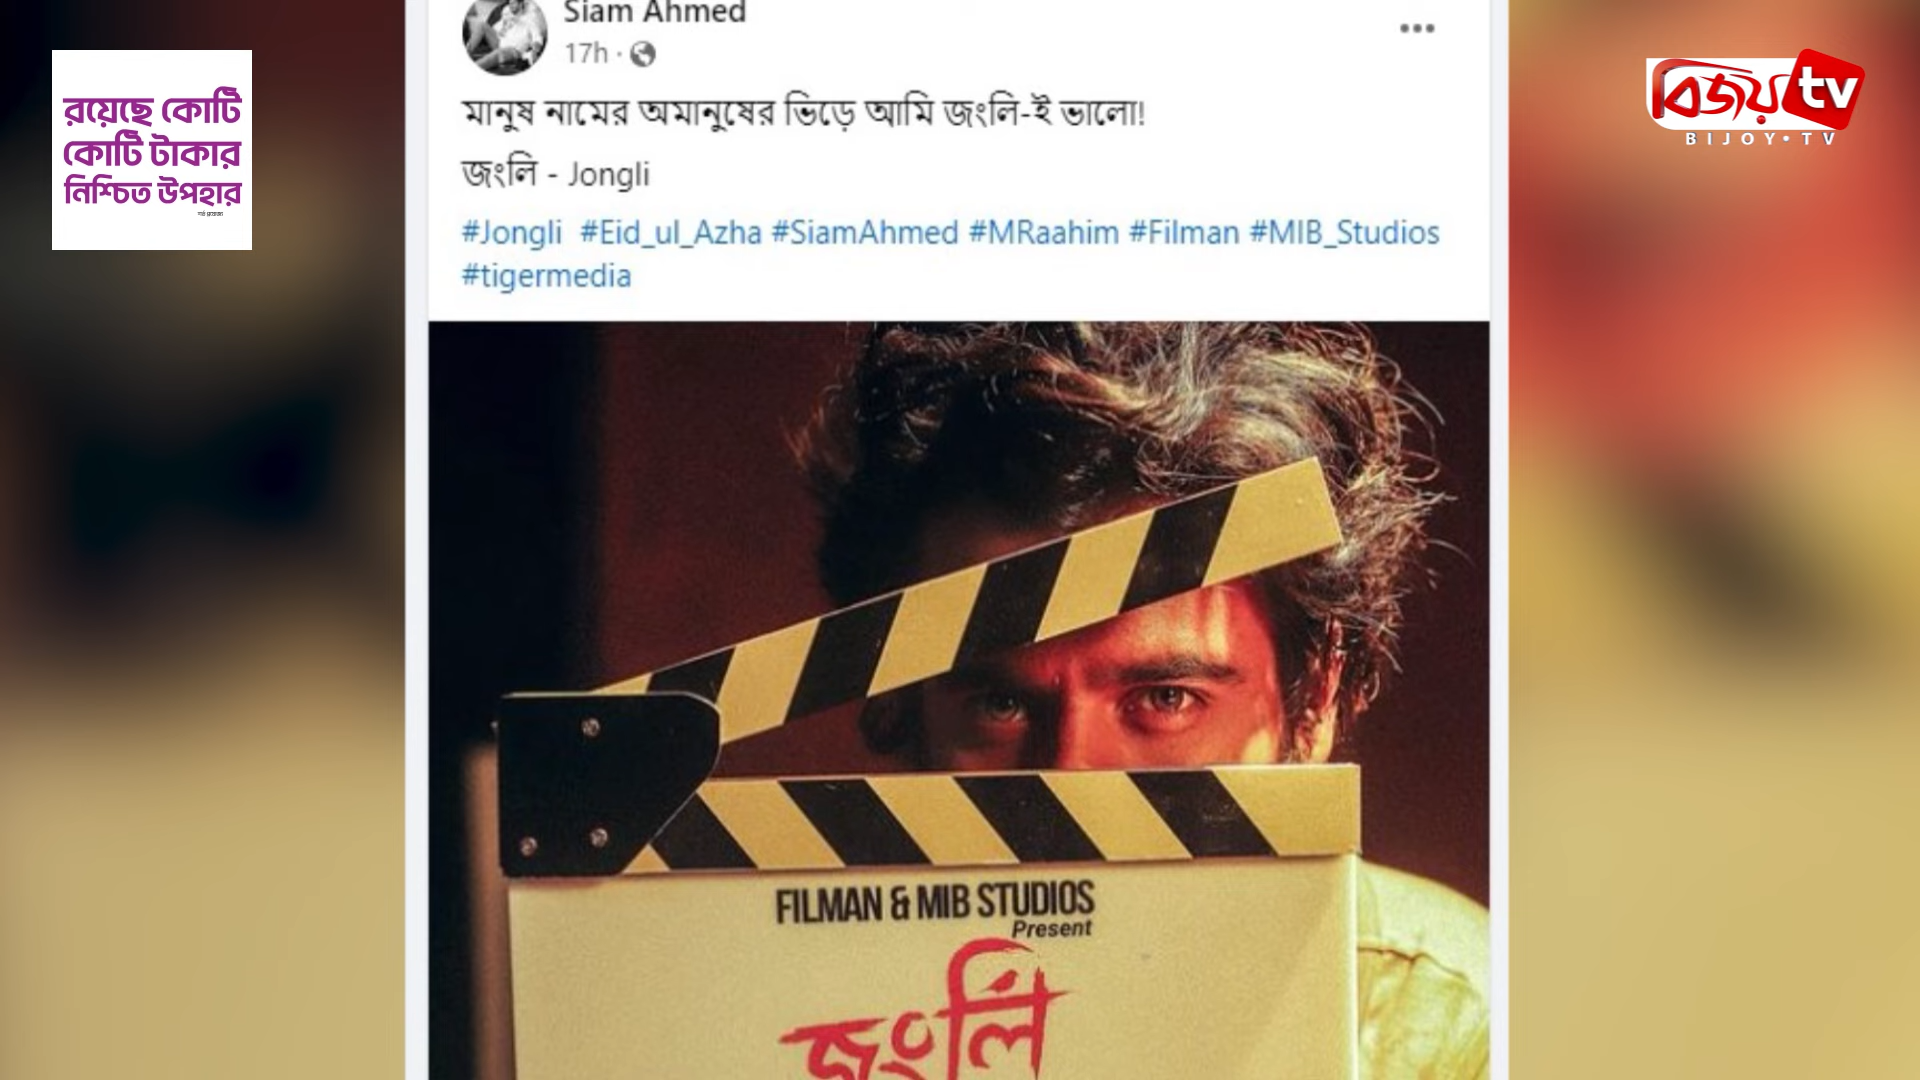 রয়েছে কোটি
কোটি টাকার
নিশ্চিত উপহার
Siam Ahmed
17h ·
মানুষ নামের অমানুষের ভিড়ে আমি জংলি-ই ভালো!
জংলি - Jongli
#Jongli #Eid_ul_Azha #SiamAhmed #MRaahim #Filman #MIB_Studios
#tigermedia
বিজয় tv
BIJOY•TV
FILMAN & MIB STUDIOS
Present
জংলি